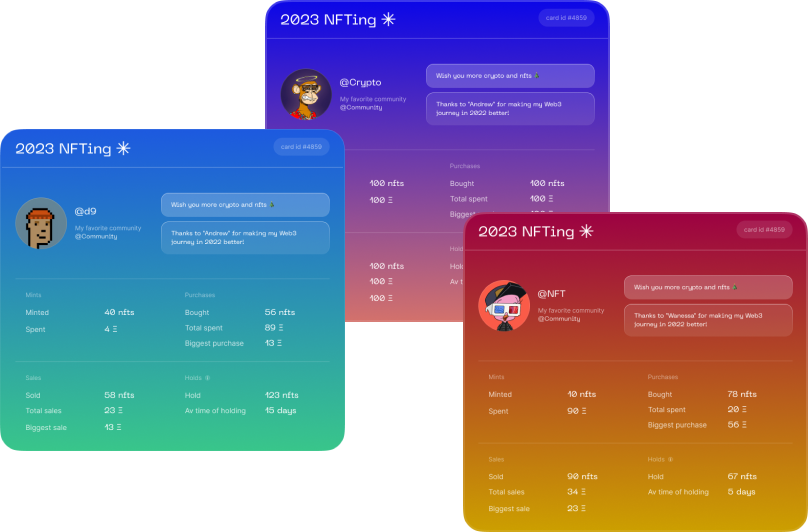 2023 NFTing
card id #4859
@Crypto
My favorite community
@Community
Wish you more crypto and nfts
Thanks to "Andrew" for making my Web3
journey in 2022 better!
100 nfts
100 Ξ
Purchases
Bought 100 nfts
Total spent 100 Ξ
100 nfts
100 Ξ
100 Ξ
2023 NFTing
card id #4859
@d9
My favorite community
@Community
Wish you more crypto and nfts
Thanks to "Andrew" for making my Web3
journey in 2022 better!
Mints
Minted 40 nfts
Spent 4 Ξ
Purchases
Bought 56 nfts
Total spent 89 Ξ
Biggest purchase 13 Ξ
Sales
Sold 58 nfts
Total sales 23 Ξ
Biggest sale 13 Ξ
Holds
Hold 123 nfts
Av time of holding 15 days
2023 NFTing
card id #4859
@NFT
My favorite community
@Community
Wish you more crypto and nfts
Thanks to "Wanessa" for making my Web3
journey in 2022 better!
Mints
Minted 10 nfts
Spent 90 Ξ
Purchases
Bought 78 nfts
Total spent 20 Ξ
Biggest purchase 56 Ξ
Sales
Sold 90 nfts
Total sales 34 Ξ
Biggest sale 23 Ξ
Holds
Hold 67 nfts
Av time of holding 5 days